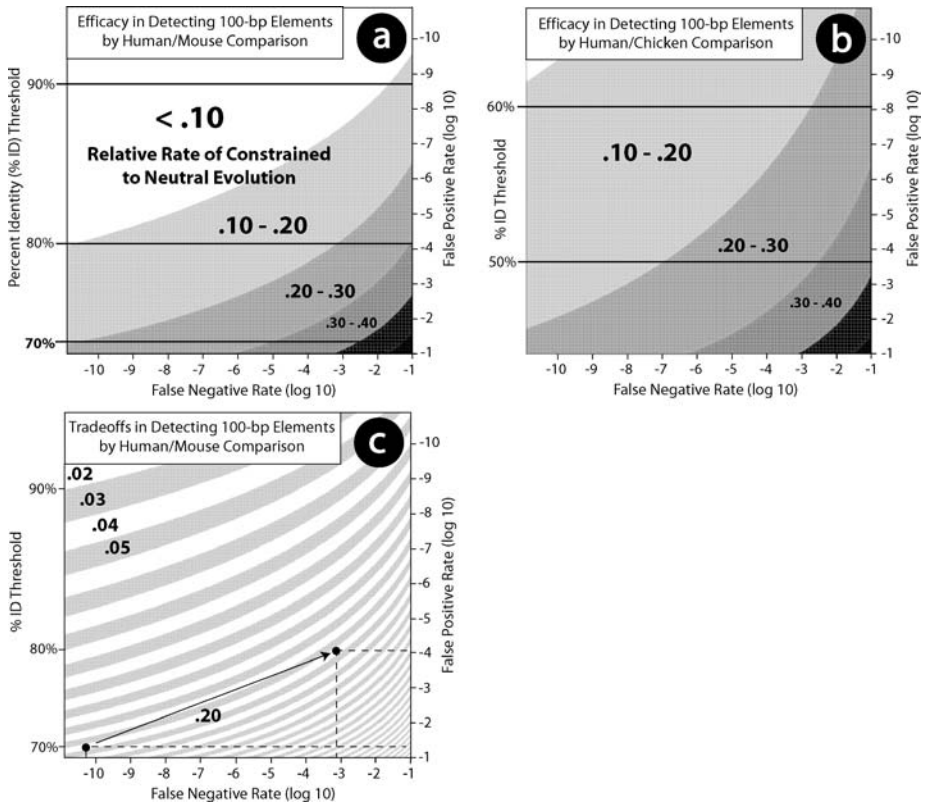 Efficacy in Detecting 100-bp Elements
by Human/Mouse Comparison
a
Percent Identity (% ID) Threshold
90%
80%
70%
< .10
Relative Rate of Constrained
to Neutral Evolution
.10 - .20
.20 - .30
.30 - .40
-10
-9
-8
-7
-6
-5
-4
-3
-2
-1
False Positive Rate (log 10)
-10 -9 -8 -7 -6 -5 -4 -3 -2 -1
False Negative Rate (log 10)
Efficacy in Detecting 100-bp Elements
by Human/Chicken Comparison
b
% ID Threshold
60%
50%
.10 - .20
.20 - .30
.30 - .40
-10
-9
-8
-7
-6
-5
-4
-3
-2
-1
False Positive Rate (log 10)
-10 -9 -8 -7 -6 -5 -4 -3 -2 -1
False Negative Rate (log 10)
Tradeoffs in Detecting 100-bp Elements
by Human/Mouse Comparison
c
% ID Threshold
90%
80%
70%
.02
.03
.04
.05
.20
-10
-9
-8
-7
-6
-5
-4
-3
-2
-1
False Positive Rate (log 10)
-10 -9 -8 -7 -6 -5 -4 -3 -2 -1
False Negative Rate (log 10)